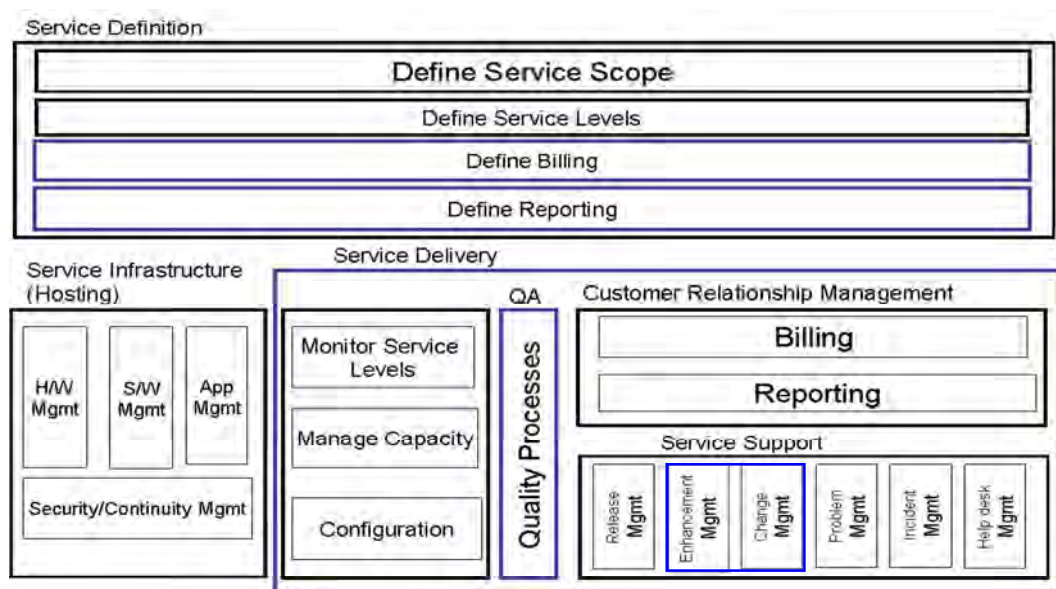 Service Definition
Define Service Scope
Define Service Levels
Define Billing
Define Reporting
Service Delivery
Service Infrastructure
(Hosting)
H/W
Mgmt
S/W
Mgmt
App
Mgmt
Security/Continuity Mgmt
Monitor Service
Levels
Manage Capacity
Configuration
QA
Quality Processes
Customer Relationship Management
Billing
Reporting
Service Support
Release
Mgmt
Enhancement
Mgmt
Change
Mgmt
Problem
Mgmt
Incident
Mgmt
Help desk
Mgmt